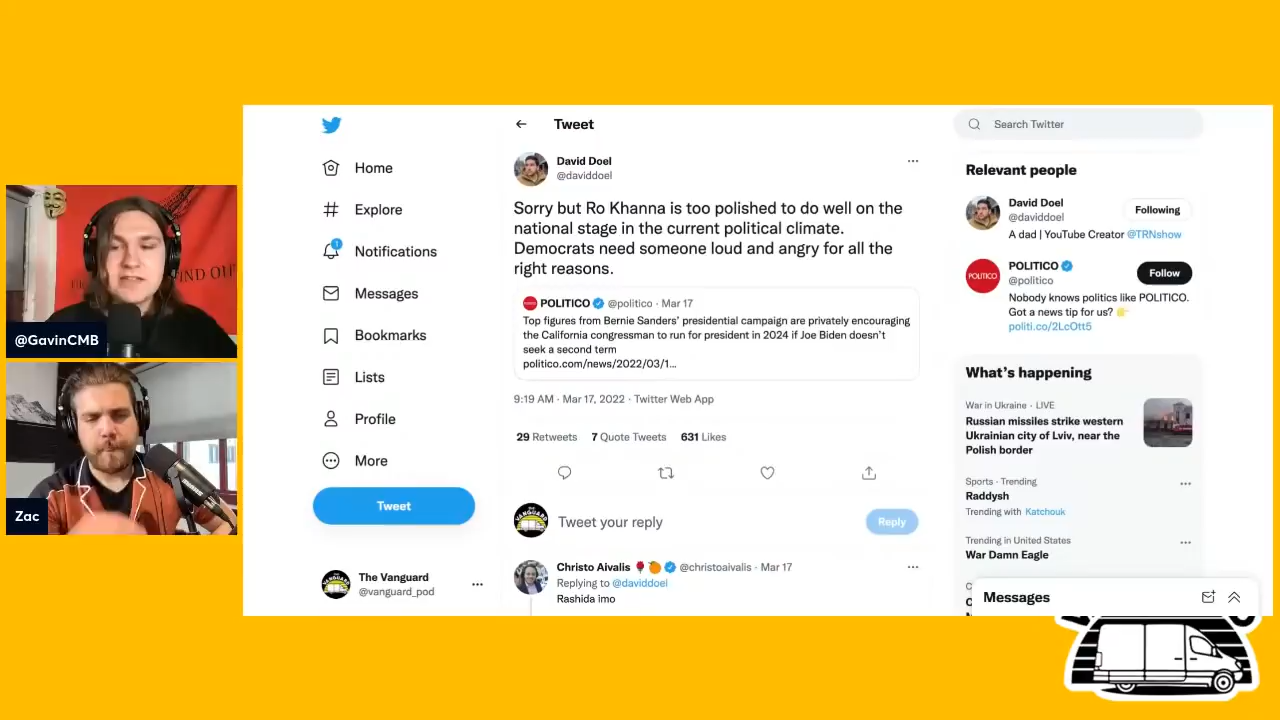 @GavinCMB
Zac
IND OUT
Home
Explore
1
Notifications
Messages
Bookmarks
Lists
Profile
More
Tweet
The Vanguard
@vanguard_pod
Tweet
David Doel
@daviddoel
Sorry but Ro Khanna is too polished to do well on the
national stage in the current political climate.
Democrats need someone loud and angry for all the
right reasons.
POLITICO @politico · Mar 17
Top figures from Bernie Sanders' presidential campaign are privately encouraging
the California congressman to run for president in 2024 if Joe Biden doesn't
seek a second term
politico.com/news/2022/03/1...
9:19 AM · Mar 17, 2022 · Twitter Web App
29 Retweets 7 Quote Tweets 631 Likes
Tweet your reply
Reply
Christo Aivalis @christoaivalis · Mar 17
Replying to @daviddoel
Rashida imo
Search Twitter
Relevant people
David Doel
@daviddoel
Following
A dad | YouTube Creator @TRNshow
POLITICO
POLITICO
@politico
Follow
Nobody knows politics like POLITICO.
Got a news tip for us?
politi.co/2LcOtt5
What's happening
War in Ukraine · LIVE
Russian missiles strike western
Ukrainian city of Lviv, near the
Polish border
Sports · Trending
Raddysh
Trending with Katchouk
Trending in United States
War Damn Eagle
Messages